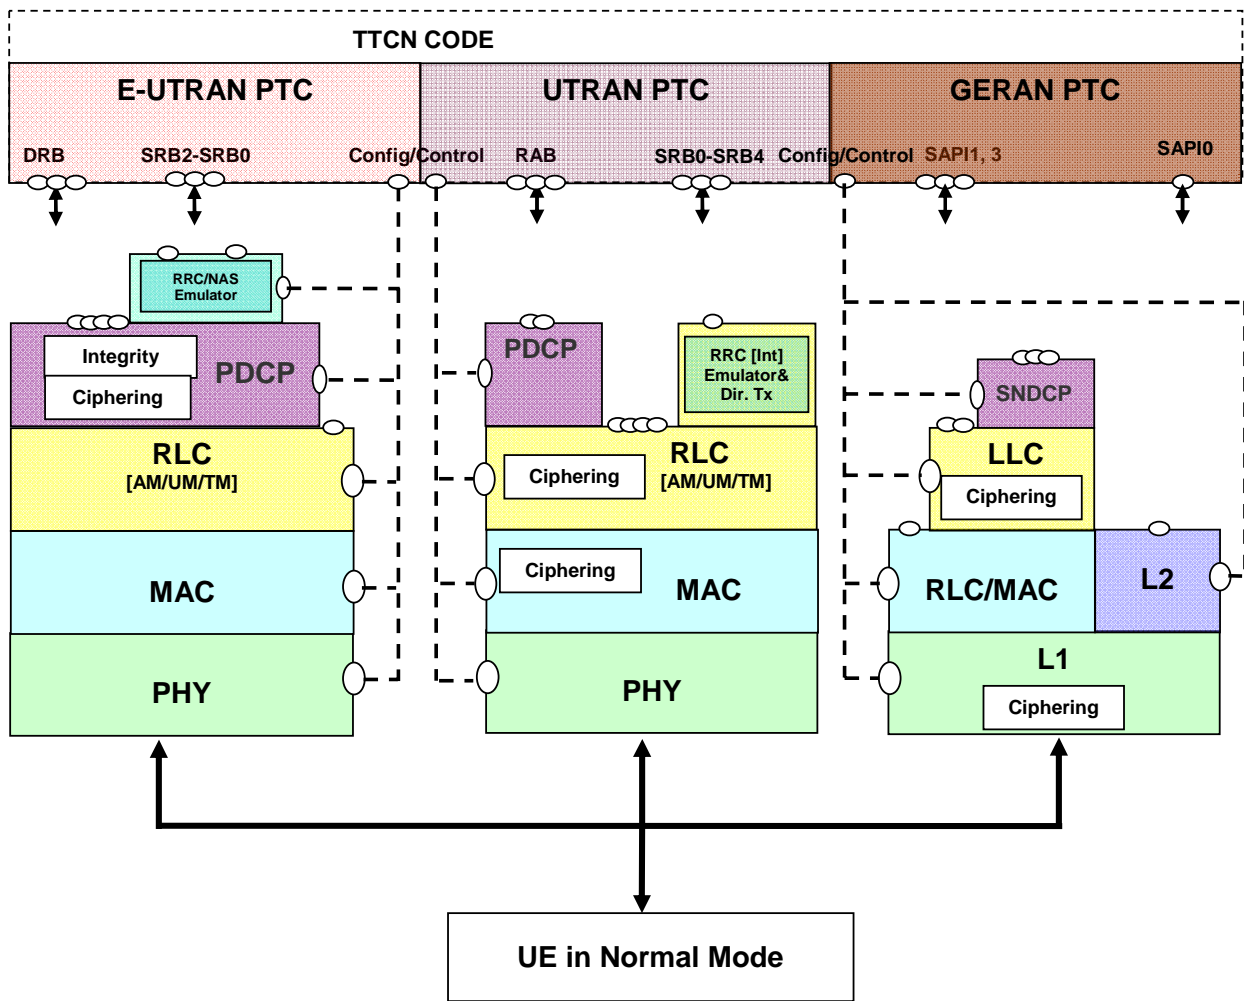 TTCN CODE
E-UTRAN PTC
UTRAN PTC
GERAN PTC
DRB
SRB2-SRB0
Config/Control
RAB
SRB0-SRB4
Config/Control
SAPI1, 3
SAPI0
RRC/NAS
Emulator
Integrity
Ciphering
PDCP
RLC
[AM/UM/TM]
MAC
PHY
PDCP
RRC [Int]
Emulator&
Dir. Tx
Ciphering
RLC
[AM/UM/TM]
Ciphering
MAC
PHY
SNDCP
LLC
Ciphering
RLC/MAC
L2
L1
Ciphering
UE in Normal Mode